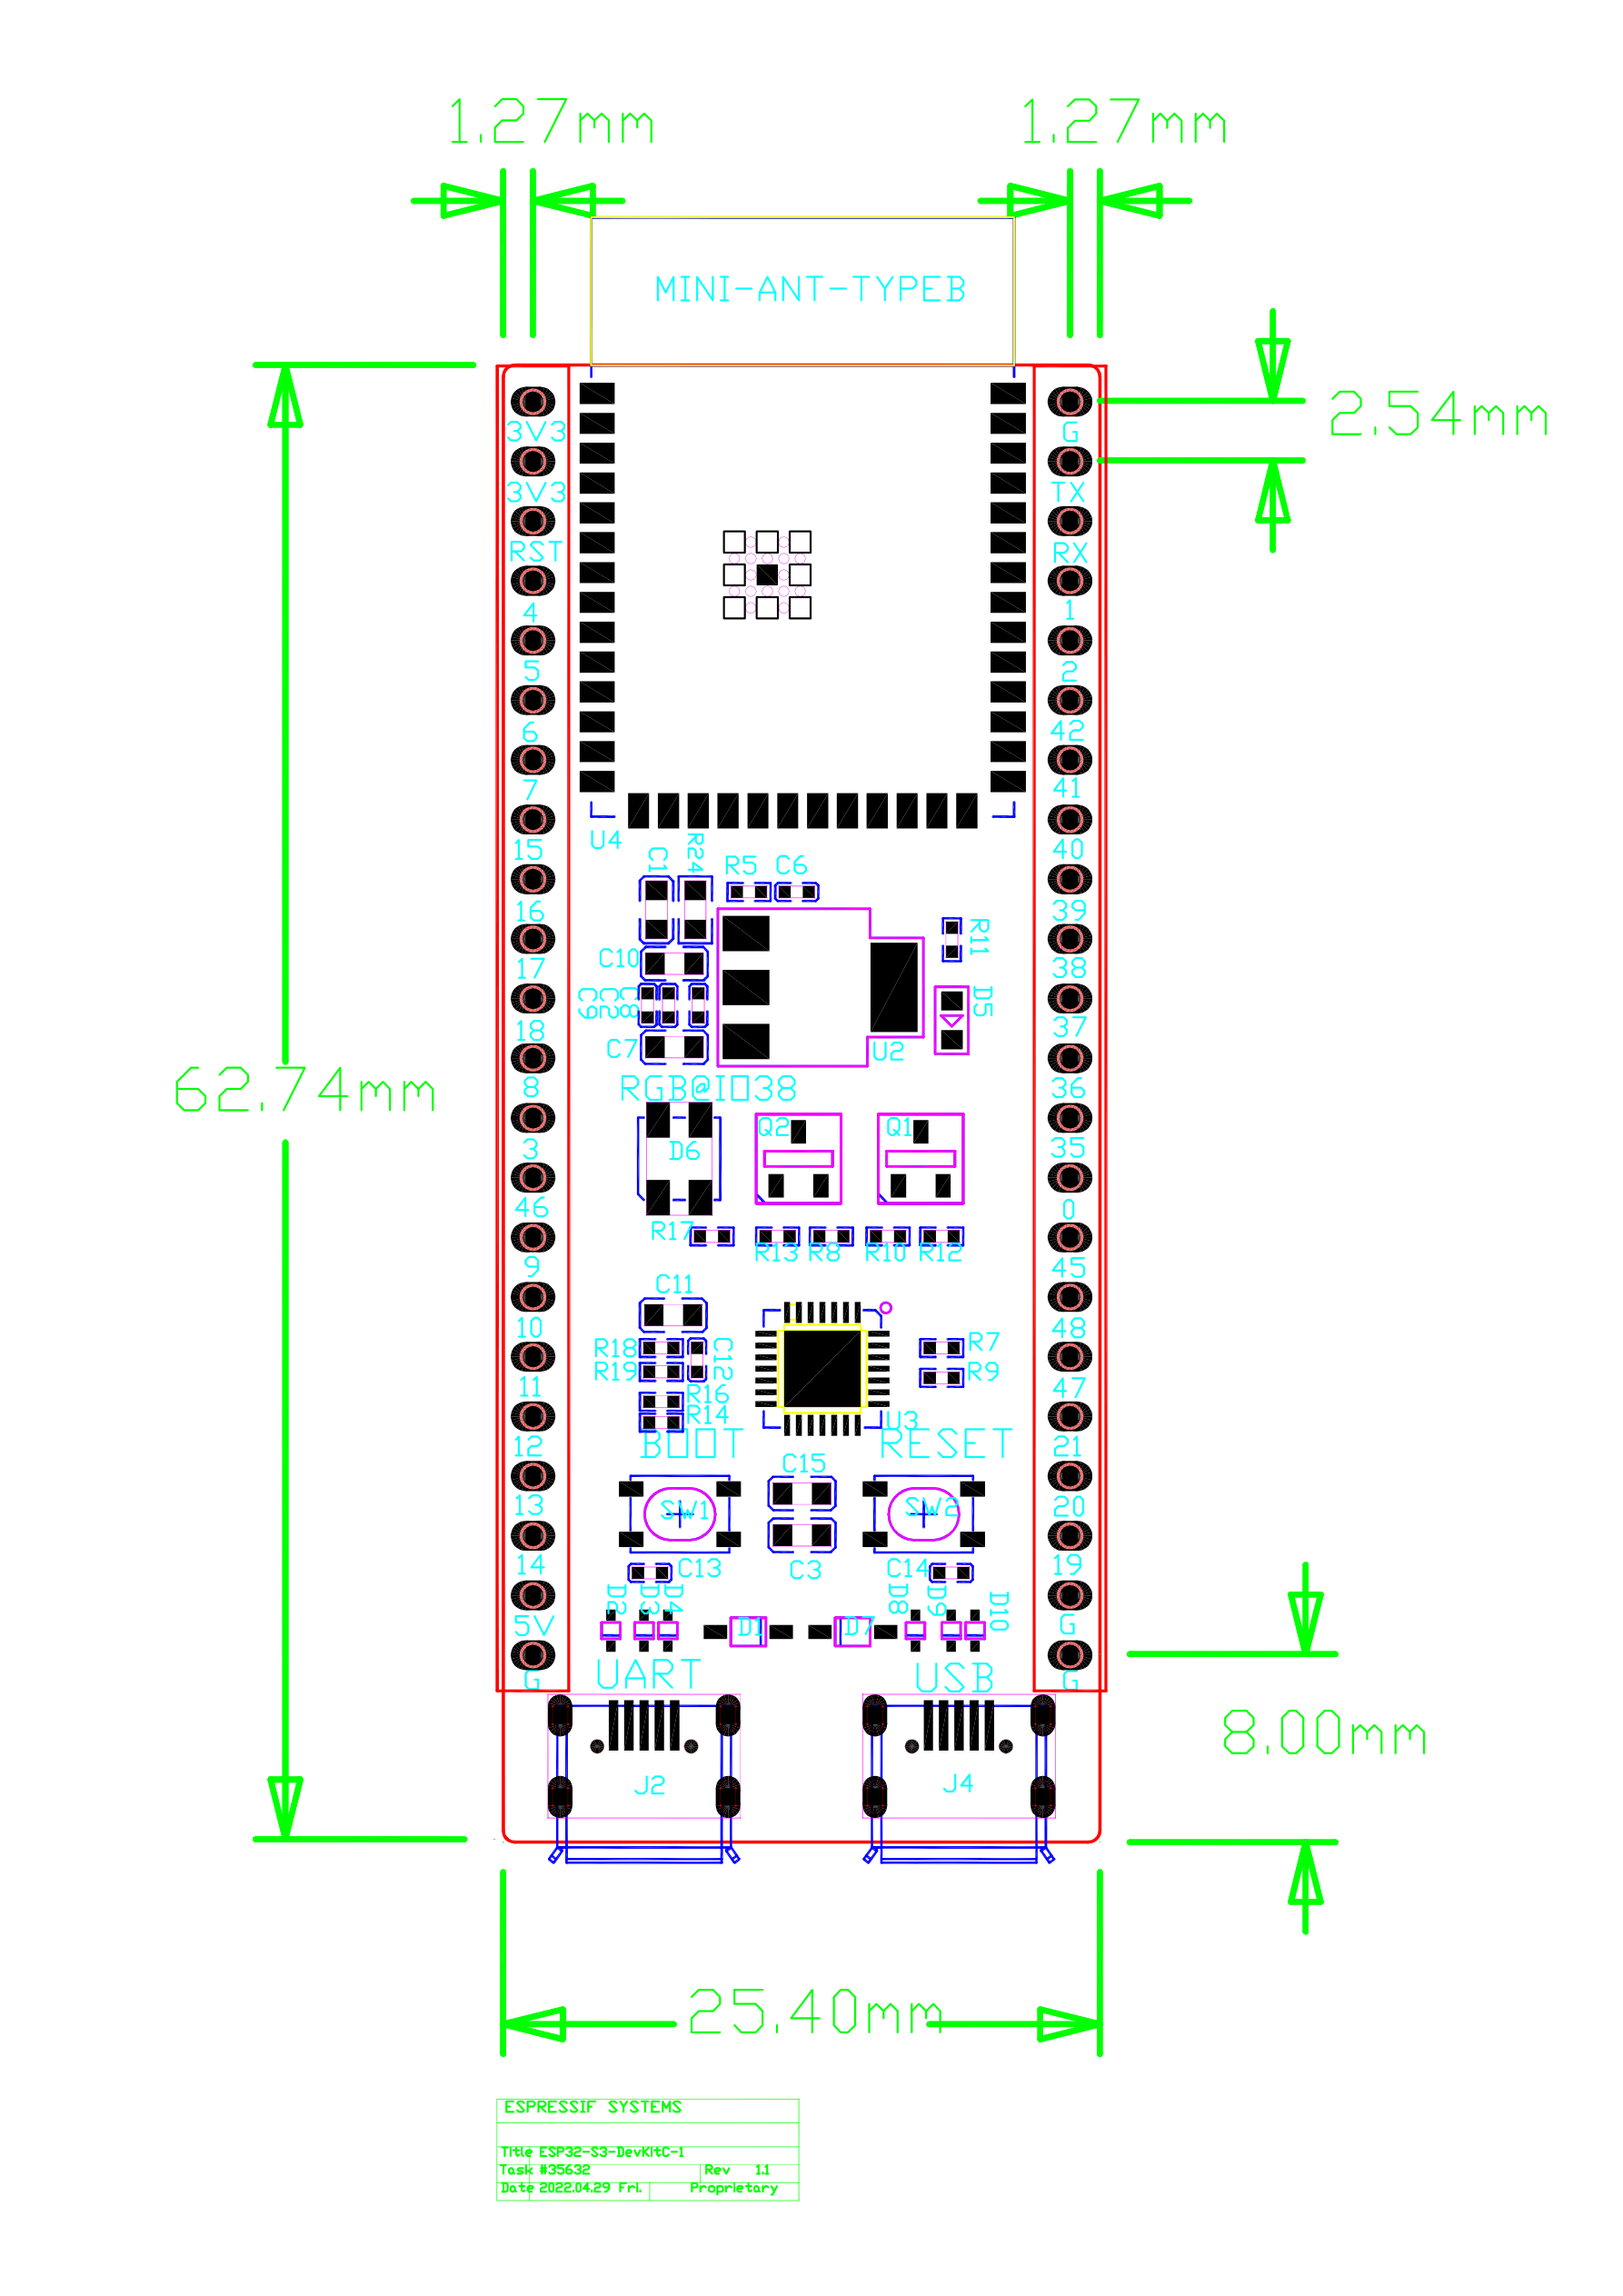 1.27mm 1.27mm
MINI-ANT-TYPEB
2.54mm
3V3 G
3V3 TX
RST RX
4 1
5 2
6 42
7 41
15 40
U4 C1 R24 R5 C6
16 39
R11
17 38
C10
C9 C2 C8 D5
18 37
C7 U2
62.74mm
8 36
RGB@IO38
Q2 Q1
3 35
D6
46 0
R17
9 R13 R8 R10 R12 45
C11
10 48
R18 C12 R7
R19 R9
11 47
R16
R14 U3
12 BOOT RESET 21
C15
13 SW1 SW2 20
14 C13 C3 C14 19
D2 D3 D4 D8 D9 D10
5V D1 D7 G
G UART USB G
8.00mm
J2 J4
25.40mm
ESPRESSIF SYSTEMS
Title ESP32-S3-DevKitC-1
Task #35632 Rev 1.1
Date 2022.04.29 Fri. Proprietary